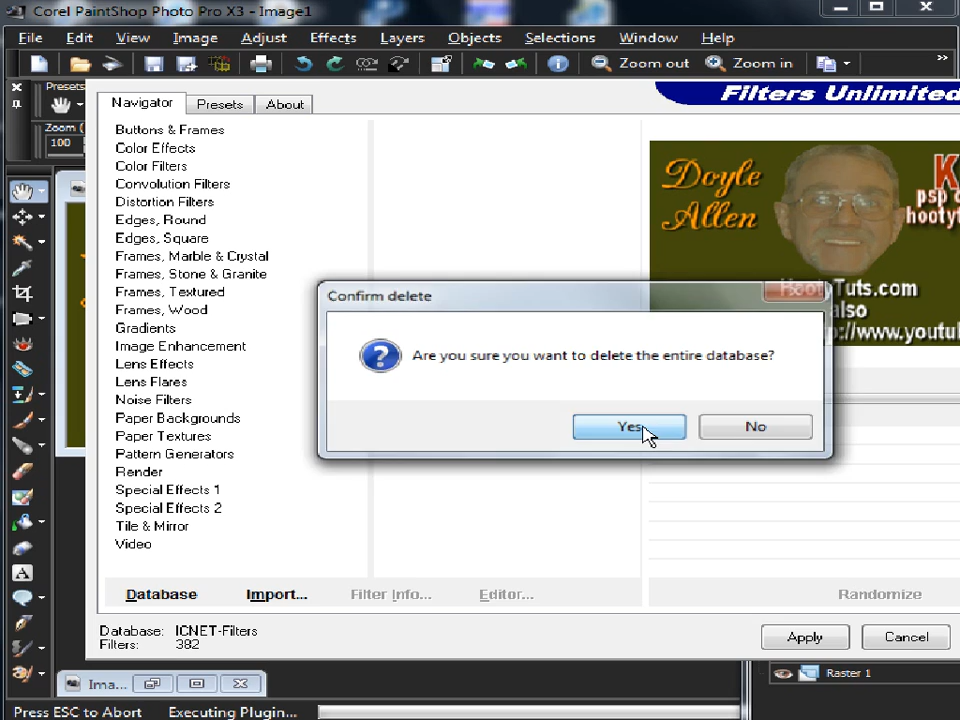 Corel PaintShop Photo Pro X3 - Image1
File Edit View Image Adjust Effects Layers Objects Selections Window Help
Zoom out Zoom in
Presets
Zoom (
100
Navigator Presets About
Filters Unlimited
Buttons & Frames
Color Effects
Color Filters
Convolution Filters
Distortion Filters
Edges, Round
Edges, Square
Frames, Marble & Crystal
Frames, Stone & Granite
Frames, Textured
Frames, Wood
Gradients
Image Enhancement
Lens Effects
Lens Flares
Noise Filters
Paper Backgrounds
Paper Textures
Pattern Generators
Render
Special Effects 1
Special Effects 2
Tile & Mirror
Video
Doyle
Allen
K
psp
hooty
HootyTuts.com
also
://www.youtu
Confirm delete
Are you sure you want to delete the entire database?
Yes No
Database Import... Filter Info... Editor... Randomize
Database: ICNET-Filters
Filters: 382
Apply Cancel
Ima...
Raster 1
Press ESC to Abort Executing Plugin...